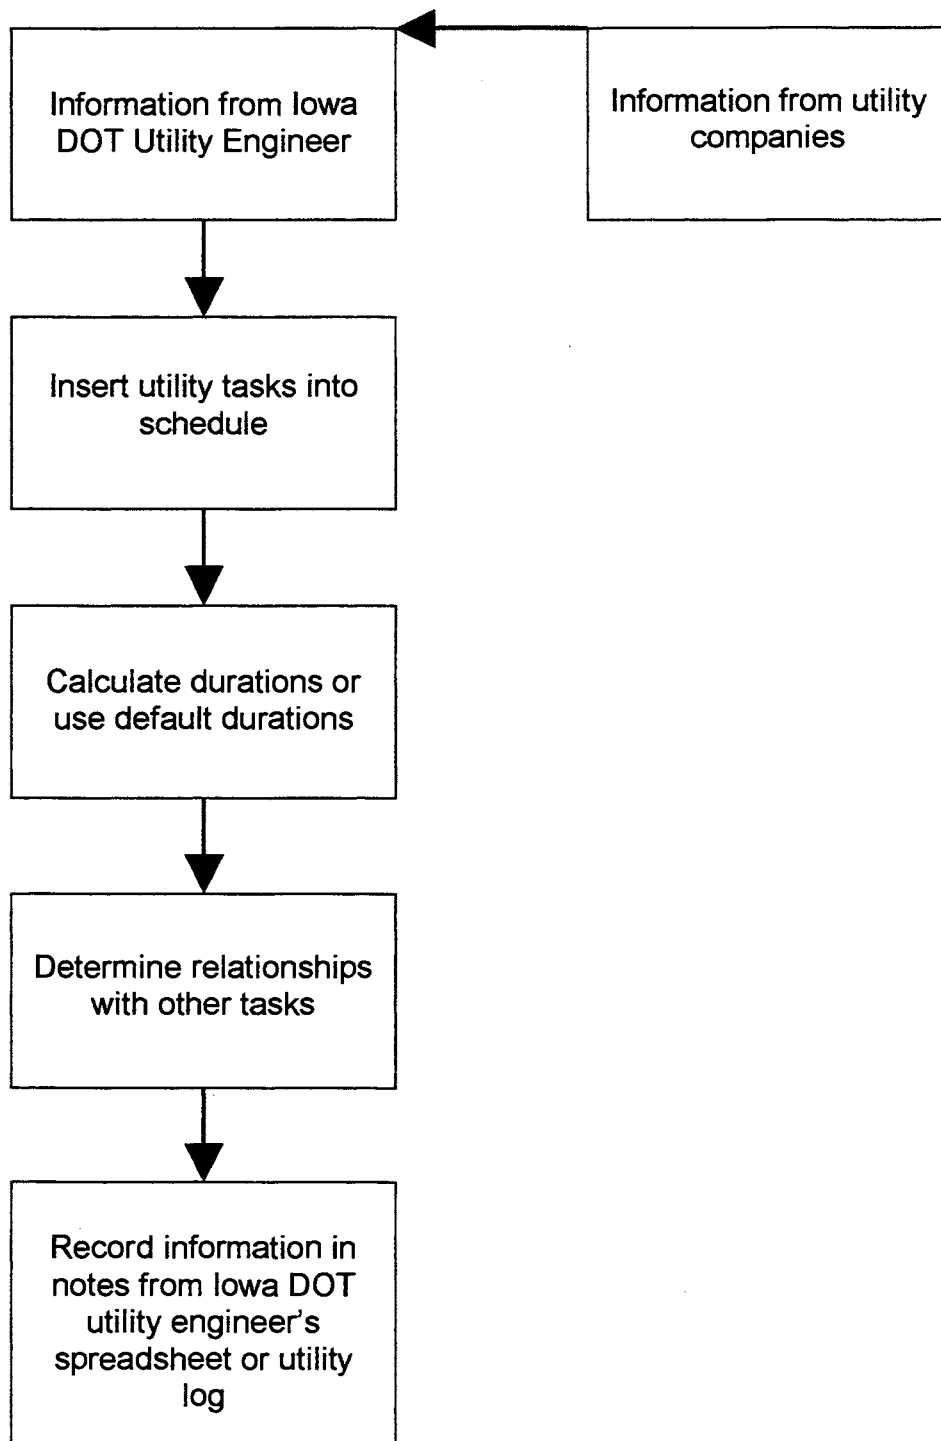 Information from Iowa
DOT Utility Engineer
Information from utility
companies
Insert utility tasks into
schedule
Calculate durations or
use default durations
Determine relationships
with other tasks
Record information in
notes from Iowa DOT
utility engineer's
spreadsheet or utility
log